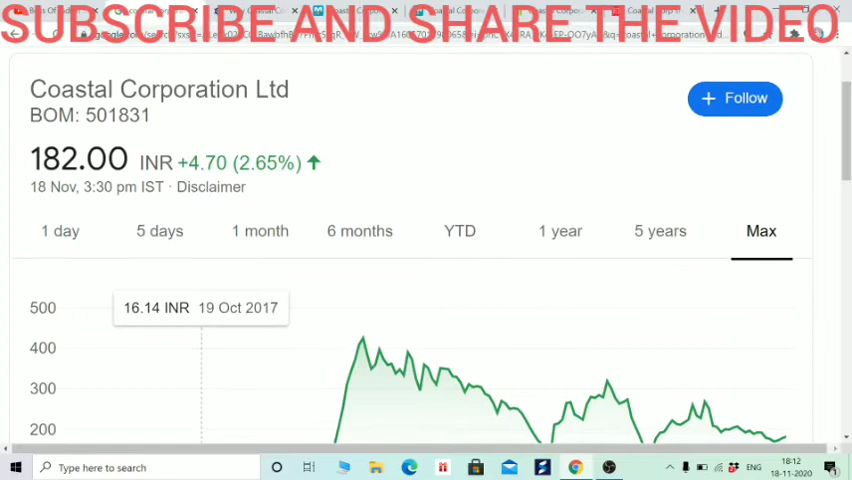 SUBSCRIBE AND SHARE THE VIDEO
Coastal Corporation Ltd
BOM: 501831
+ Follow
182.00 INR +4.70 (2.65%) ↑
18 Nov, 3:30 pm IST · Disclaimer
1 day 5 days 1 month 6 months YTD 1 year 5 years Max
500
16.14 INR 19 Oct 2017
400
300
200
Type here to search
ENG
18:12
18-11-2020